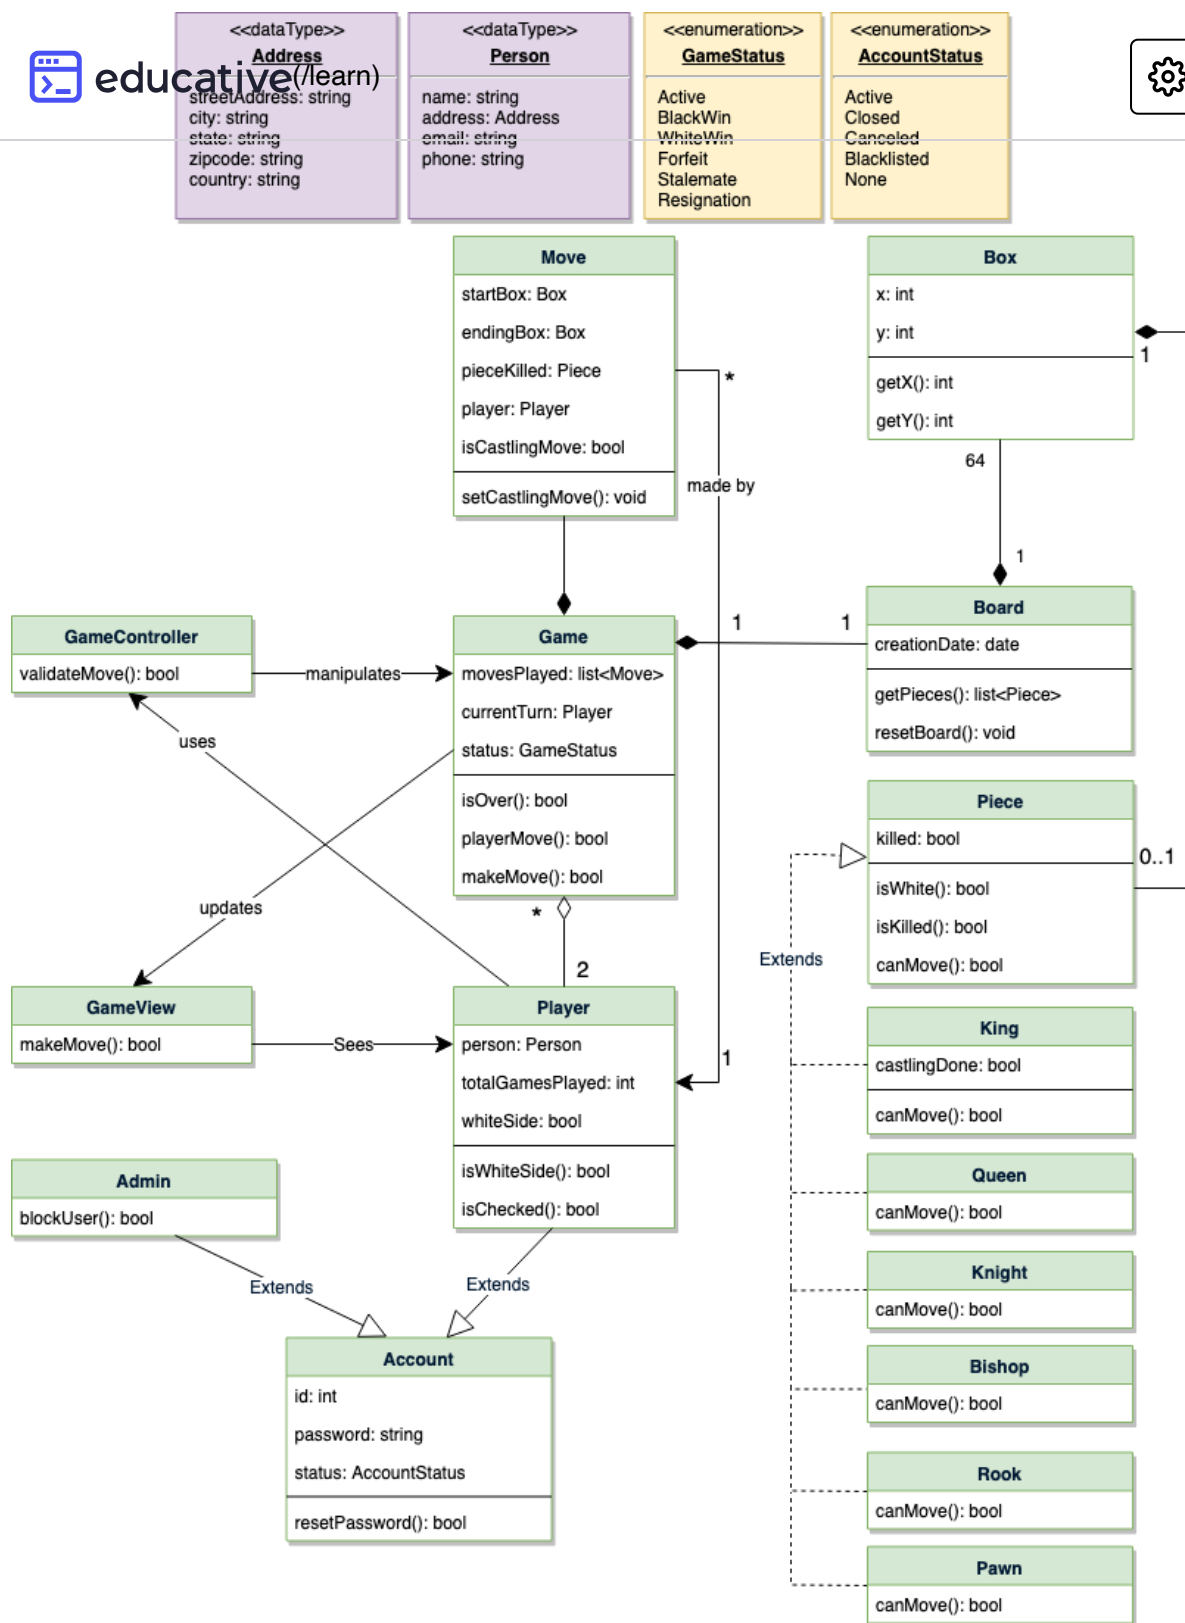 <<dataType>>
Address
streetAddress: string
city: string
state: string
zipcode: string
country: string
<<dataType>>
Person
name: string
address: Address
email: string
phone: string
<<enumeration>>
GameStatus
Active
BlackWin
WhiteWin
Forfeit
Stalemate
Resignation
<<enumeration>>
AccountStatus
Active
Closed
Canceled
Blacklisted
None
educative(/learn)
Move
startBox: Box
endingBox: Box
pieceKilled: Piece
player: Player
isCastlingMove: bool
setCastlingMove(): void
*
made by
1
Box
x: int
y: int
getX(): int
getY(): int
1
64
1
Board
creationDate: date
getPieces(): list<Piece>
resetBoard(): void
GameController
validateMove(): bool
manipulates
Game
movesPlayed: list<Move>
currentTurn: Player
status: GameStatus
isOver(): bool
playerMove(): bool
makeMove(): bool
1
1
uses
updates
*
2
GameView
makeMove(): bool
Sees
Player
person: Person
totalGamesPlayed: int
whiteSide: bool
isWhiteSide(): bool
isChecked(): bool
Piece
killed: bool
isWhite(): bool
isKilled(): bool
canMove(): bool
0..1
Extends
King
castlingDone: bool
canMove(): bool
Queen
canMove(): bool
Knight
canMove(): bool
Bishop
canMove(): bool
Rook
canMove(): bool
Pawn
canMove(): bool
Admin
blockUser(): bool
Extends
Extends
Account
id: int
password: string
status: AccountStatus
resetPassword(): bool